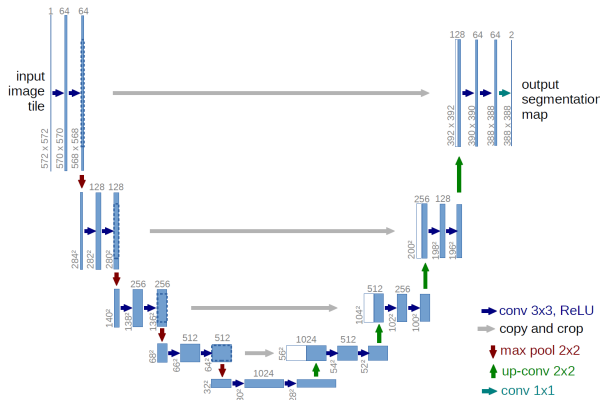 1 64 64
128 64 64 2
input
image
tile
output
segmentation
map
572 x 572
570 x 570
568 x 568
392 x 392
390 x 390
388 x 388
388 x 388
128 128
256 128
284²
282²
280²
200²
198²
196²
256 256
512 256
140²
138²
136²
104²
102²
100²
512 512
1024 512
68²
66²
64²
56²
54²
52²
1024
32²
30²
28²
conv 3x3, ReLU
copy and crop
max pool 2x2
up-conv 2x2
conv 1x1